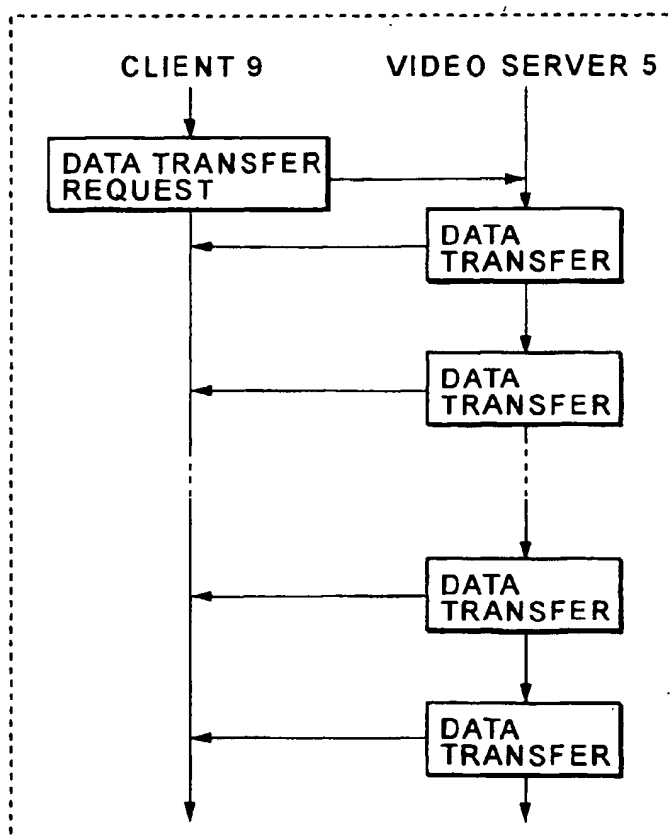 CLIENT 9
VIDEO SERVER 5
DATA TRANSFER
REQUEST
DATA
TRANSFER
DATA
TRANSFER
DATA
TRANSFER
DATA
TRANSFER